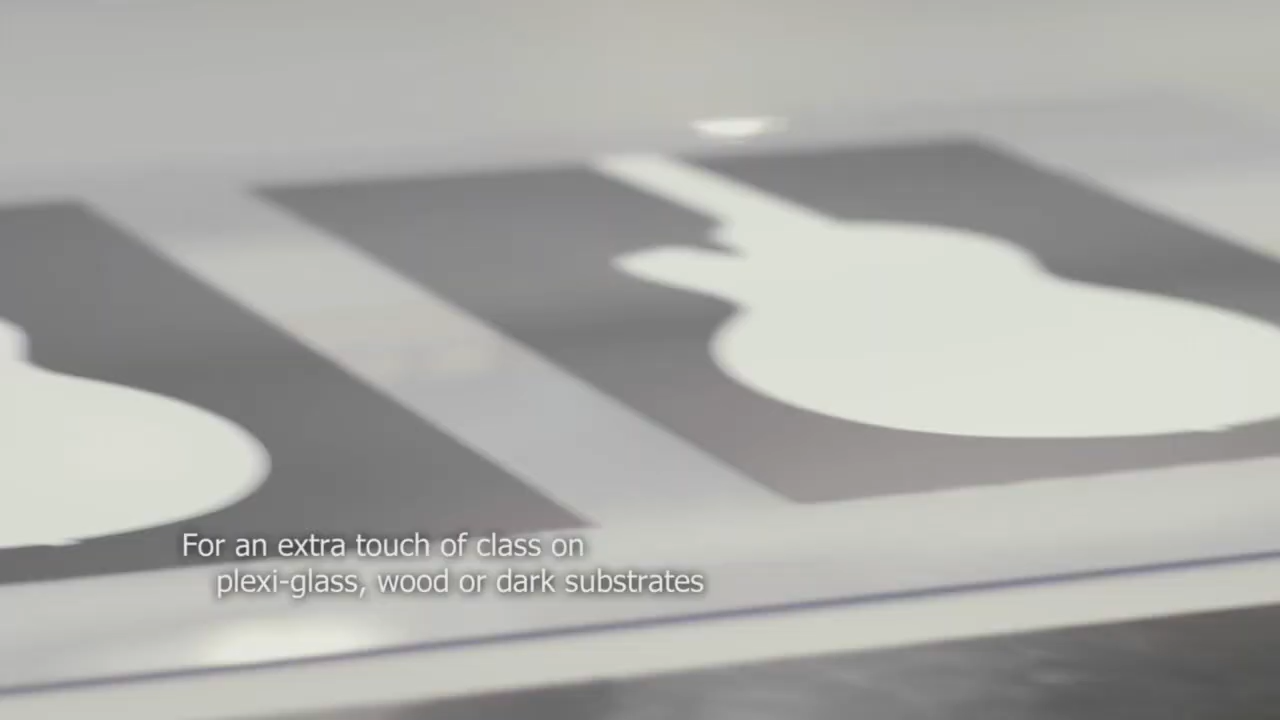 For an extra touch of class on
plexi-glass, wood or dark substrates